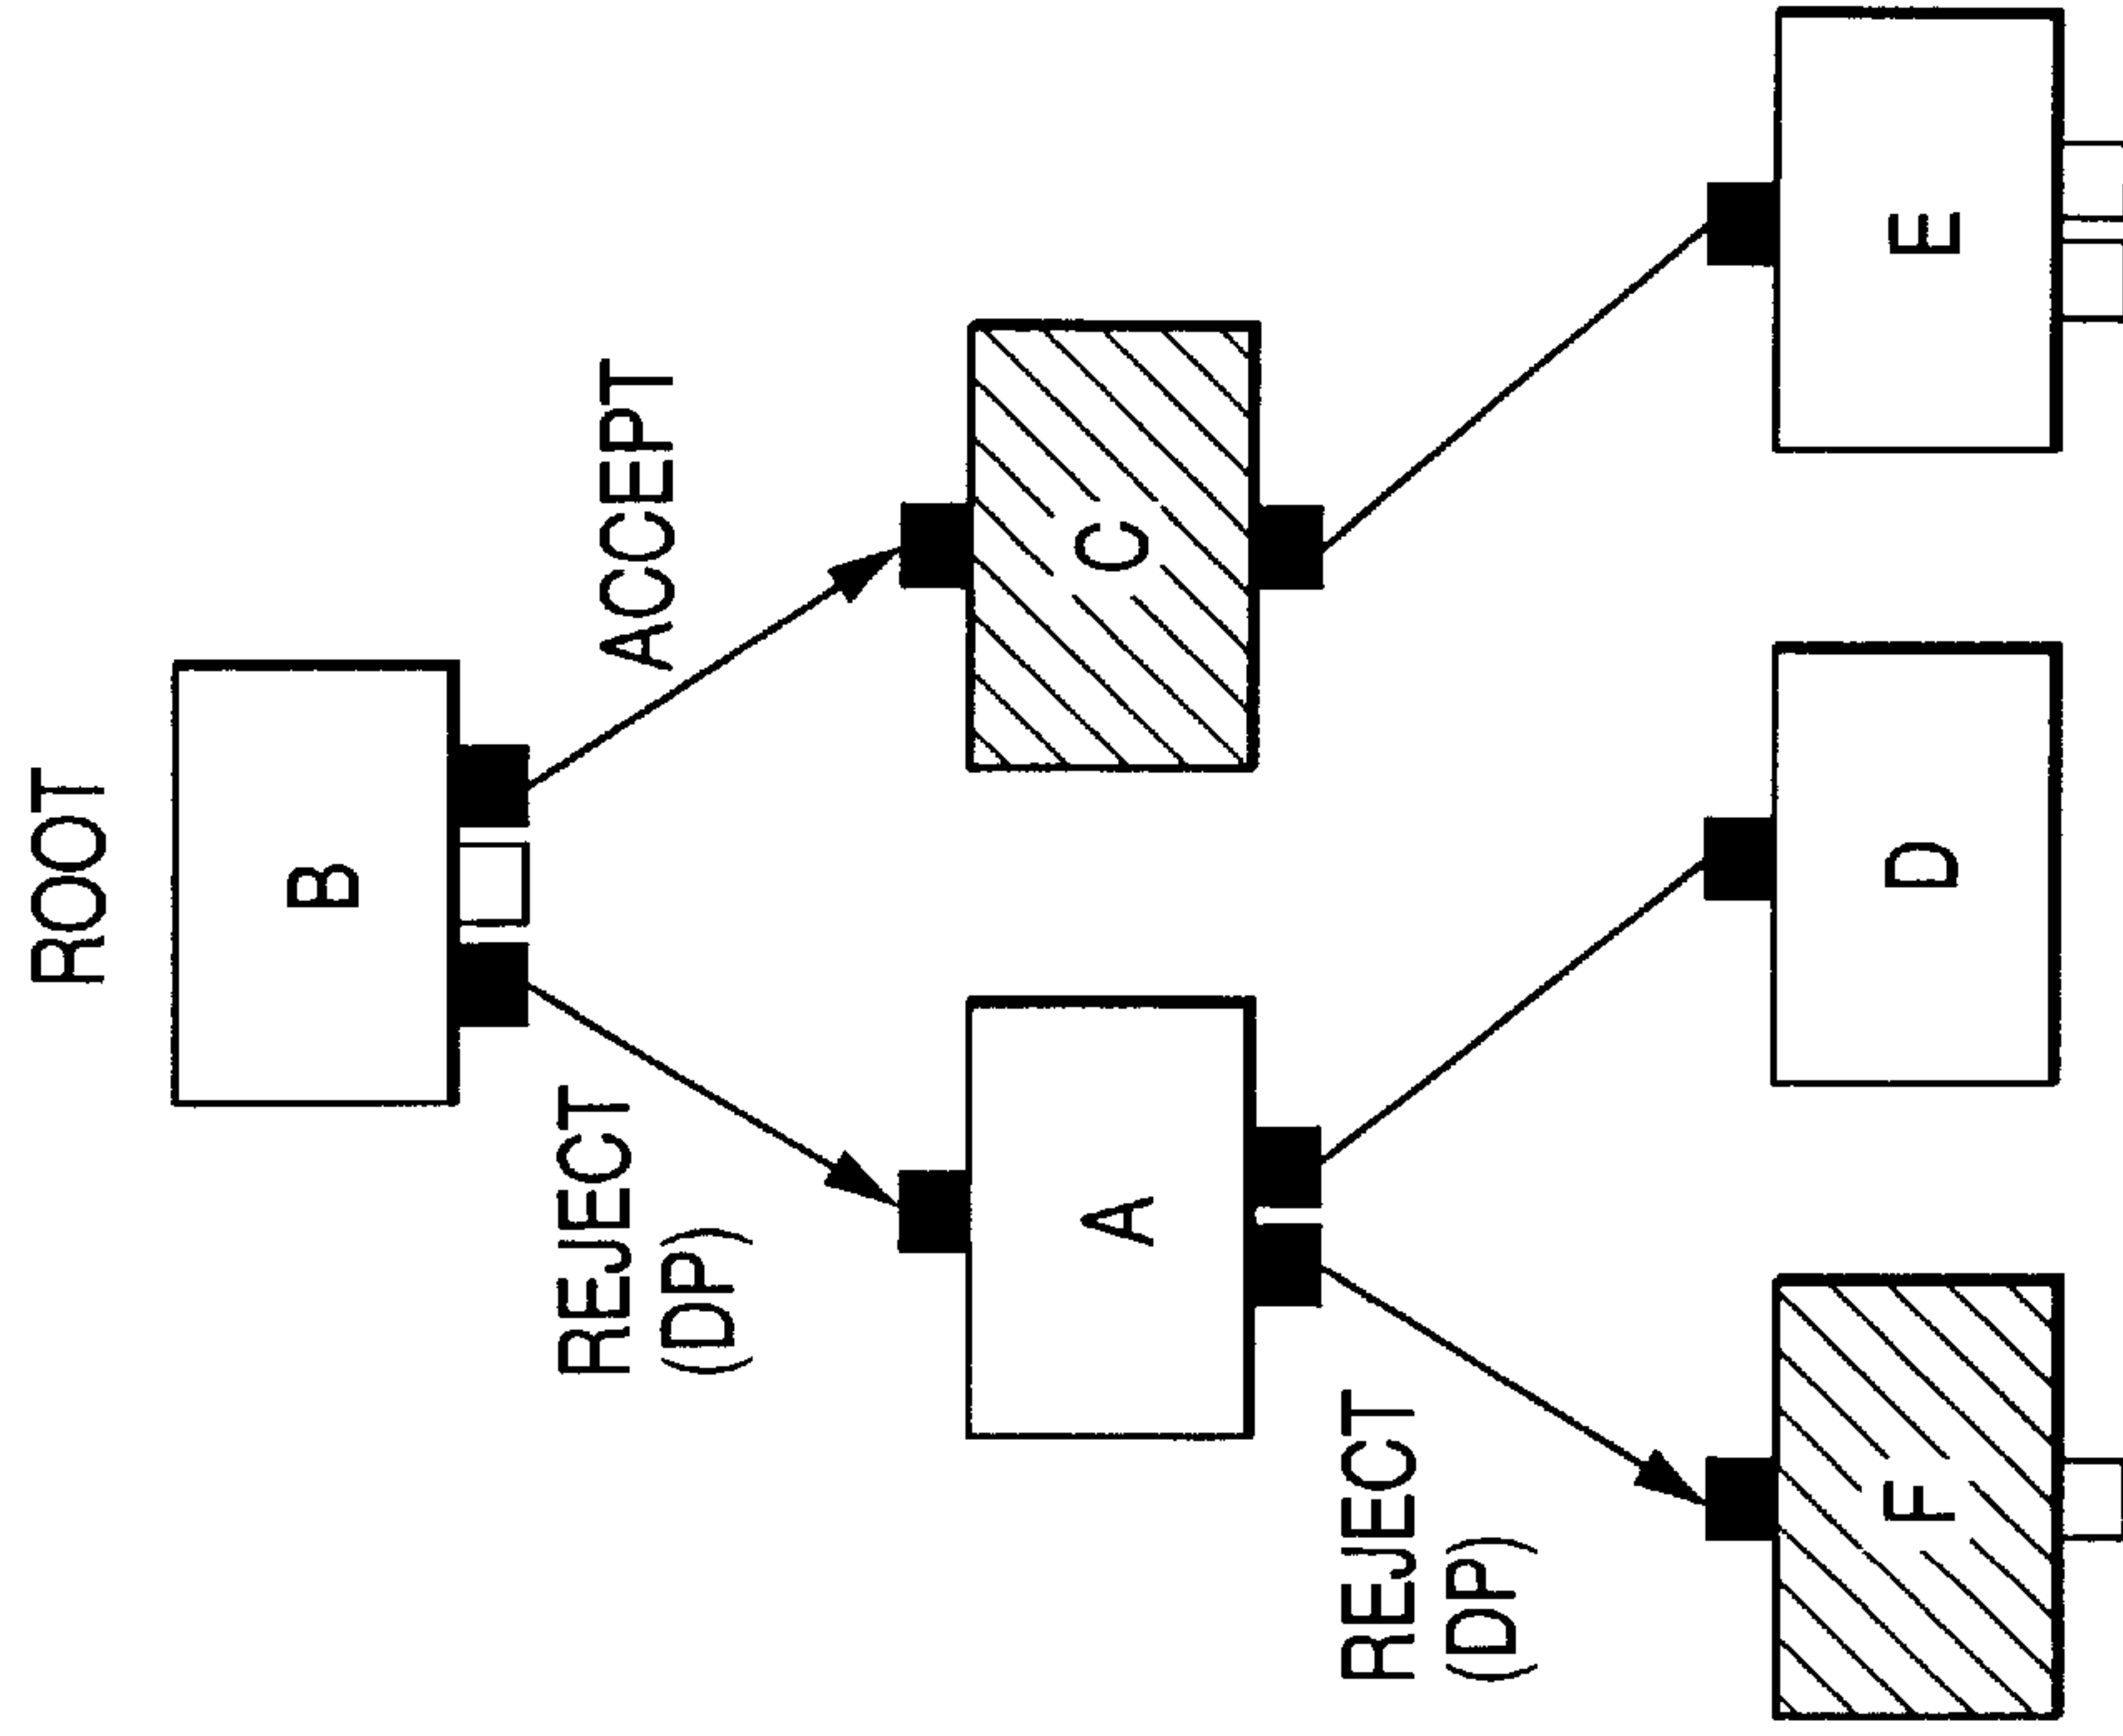 ROOT
B
REJECT
(DP)
ACCEPT
A
C
REJECT
(DP)
F
D
E